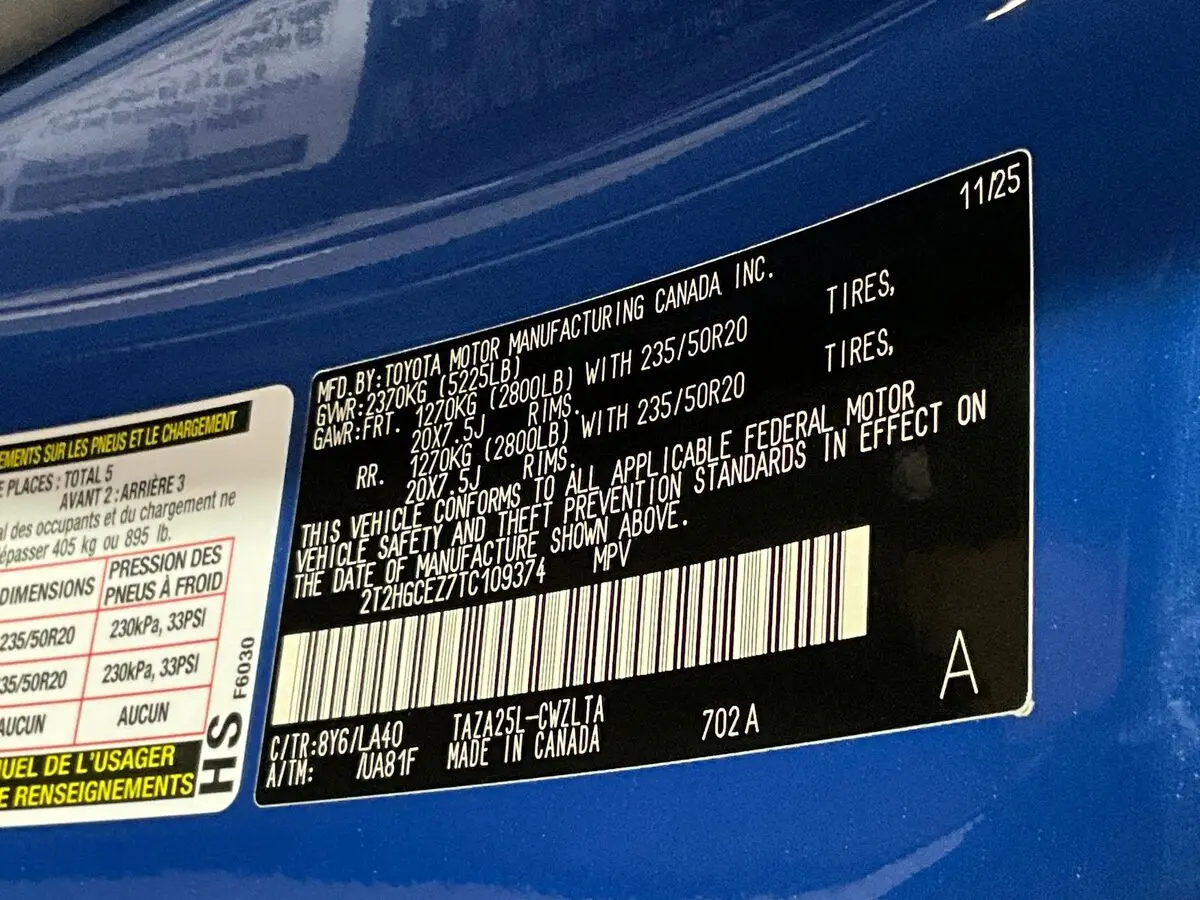 EMENTS SUR LES PNEUS ET LE CHARGEMENT
E PLACES : TOTAL 5
AVANT 2 : ARRIÈRE 3
al des occupants et du chargement ne
épasser 405 kg ou 895 lb.
DIMENSIONS PRESSION DES PNEUS À FROID
235/50R20 230kPa, 33PSI
35/50R20 230kPa, 33PSI
AUCUN AUCUN
UEL DE L'USAGER
E RENSEIGNEMENTS
HS F6030
11/25
MFD.BY:TOYOTA MOTOR MANUFACTURING CANADA INC.
GVWR:2370KG (5225LB)
GAWR:FRT. 1270KG (2800LB) WITH 235/50R20 TIRES,
20X7.5J RIMS.
RR. 1270KG (2800LB) WITH 235/50R20 TIRES,
20X7.5J RIMS.
THIS VEHICLE CONFORMS TO ALL APPLICABLE FEDERAL MOTOR
VEHICLE SAFETY AND THEFT PREVENTION STANDARDS IN EFFECT ON
THE DATE OF MANUFACTURE SHOWN ABOVE.
2T2HGCEZ7TC109374 MPV
C/TR:8Y6/LA40 TAZA25L-CWZLTA 702A
A/TM: /UA81F MADE IN CANADA
A